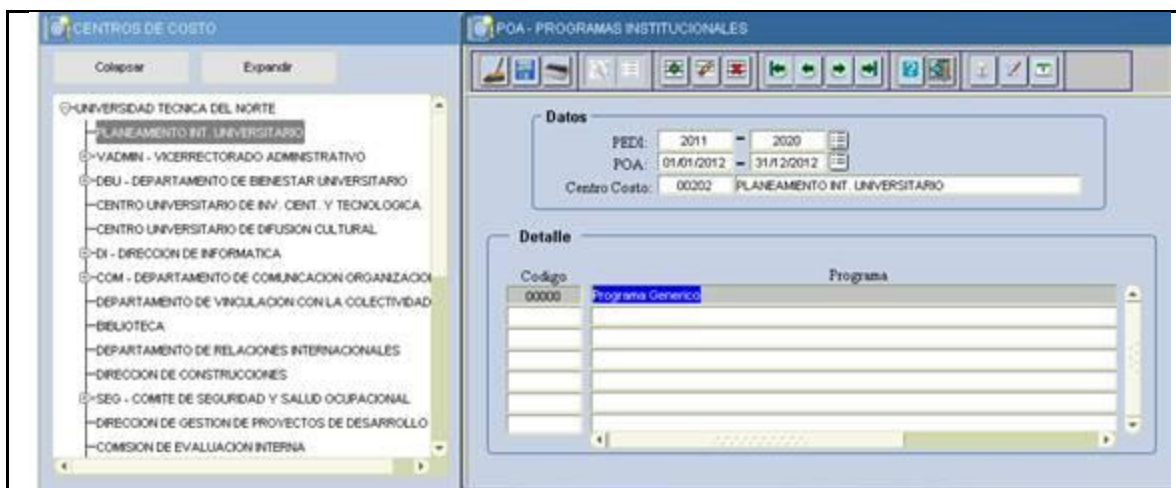 CENTROS DE COSTO
Colapsar Expandir
UNIVERSIDAD TECNICA DEL NORTE
PLANEAMIENTO INT. UNIVERSITARIO
VADMIN - VICERRECTORADO ADMINISTRATIVO
DBU - DEPARTAMENTO DE BIENESTAR UNIVERSITARIO
CENTRO UNIVERSITARIO DE INV. CIENT. Y TECNOLOGICA
CENTRO UNIVERSITARIO DE DIFUSION CULTURAL
DI - DIRECCION DE INFORMATICA
COM - DEPARTAMENTO DE COMUNICACION ORGANIZACIO
DEPARTAMENTO DE VINCULACION CON LA COLECTIVIDAD
BIBLIOTECA
DEPARTAMENTO DE RELACIONES INTERNACIONALES
DIRECCION DE CONSTRUCCIONES
SEG - COMITE DE SEGURIDAD Y SALUD OCUPACIONAL
DIRECCION DE GESTION DE PROYECTOS DE DESARROLLO
COMISION DE EVALUACION INTERNA
POA - PROGRAMAS INSTITUCIONALES
Datos
PEDI: 2011 - 2020
POA: 01/01/2012 - 31/12/2012
Centro Costo: 00202 PLANEAMIENTO INT. UNIVERSITARIO
Detalle
Codigo Programa
00000 Programa Generico